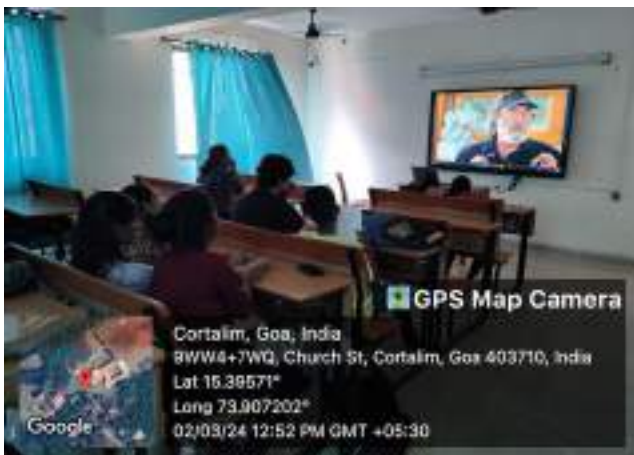 GPS Map Camera
Cortalim, Goa, India
9WW4+7WQ, Church St, Cortalim, Goa 403710, India
Lat 15.39571°
Long 73.907202°
02/03/24 12:52 PM GMT +05:30
Google